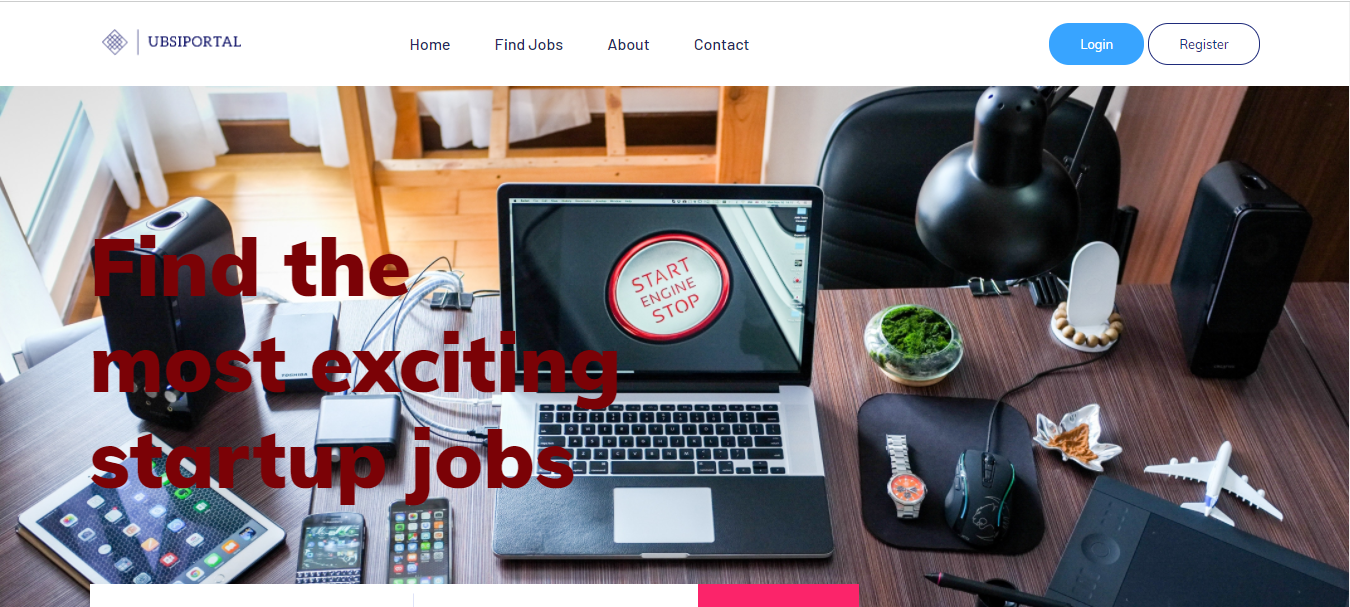 UBSIPORTAL
Home
Find Jobs
About
Contact
Login
Register
Find the
most exciting
startup jobs
START
ENGINE
STOP
TOSHIBA